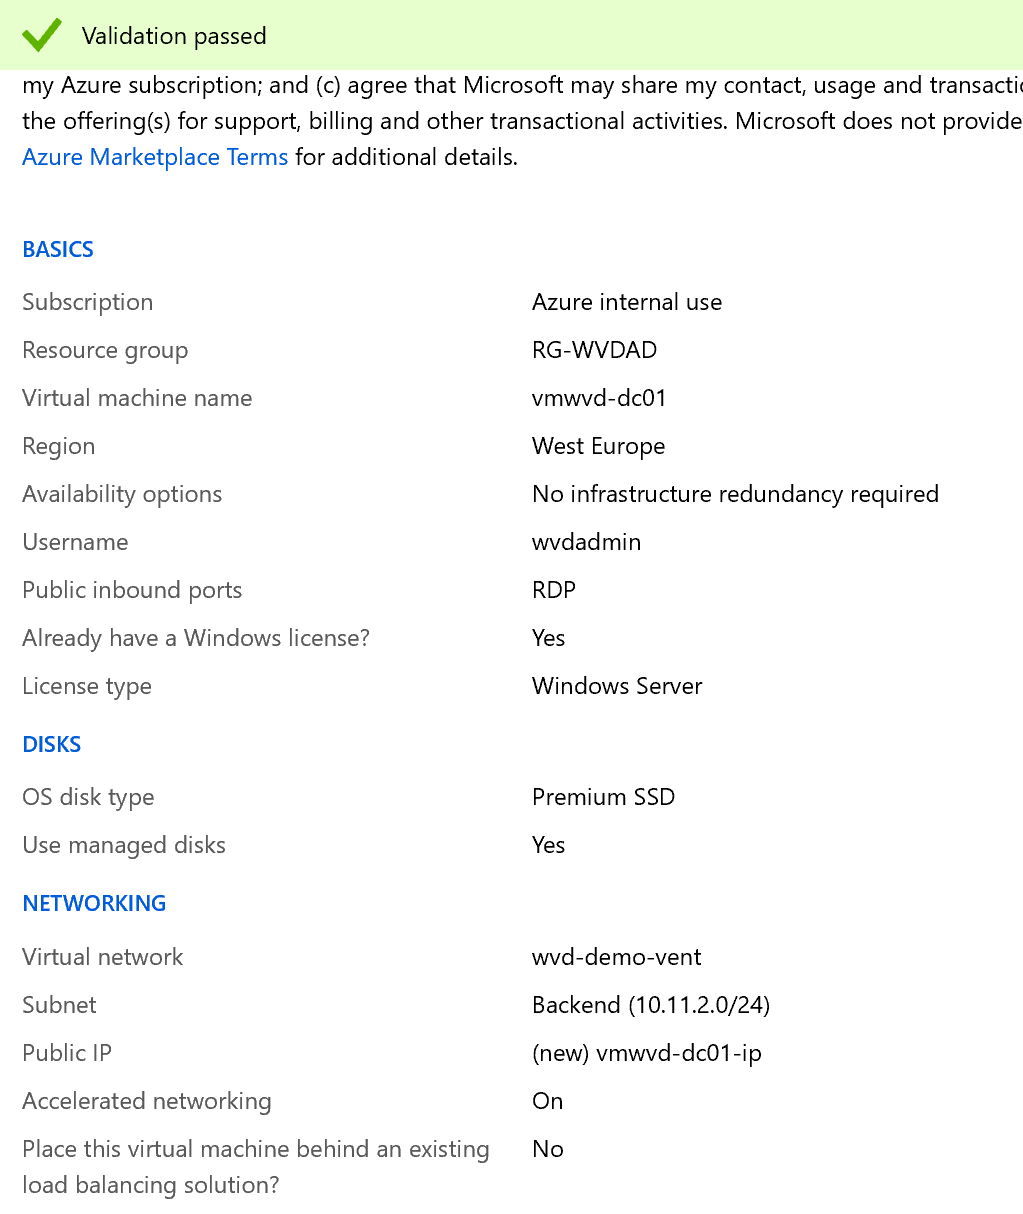 Validation passed
my Azure subscription; and (c) agree that Microsoft may share my contact, usage and
the offering(s) for support, billing and other transactional activities. Microsoft does not provide
Azure Marketplace Terms for additional details.
BASICS
Subscription Azure internal use
Resource group RG-WVDAD
Virtual machine name vmwvd-dc01
Region West Europe
Availability options No infrastructure redundancy required
Username wvdadmin
Public inbound ports RDP
Already have a Windows license? Yes
License type Windows Server
DISKS
OS disk type Premium SSD
Use managed disks Yes
NETWORKING
Virtual network wvd-demo-vent
Subnet Backend (10.11.2.0/24)
Public IP (new) vmwvd-dc01-ip
Accelerated networking On
Place this virtual machine behind an existing No
load balancing solution?